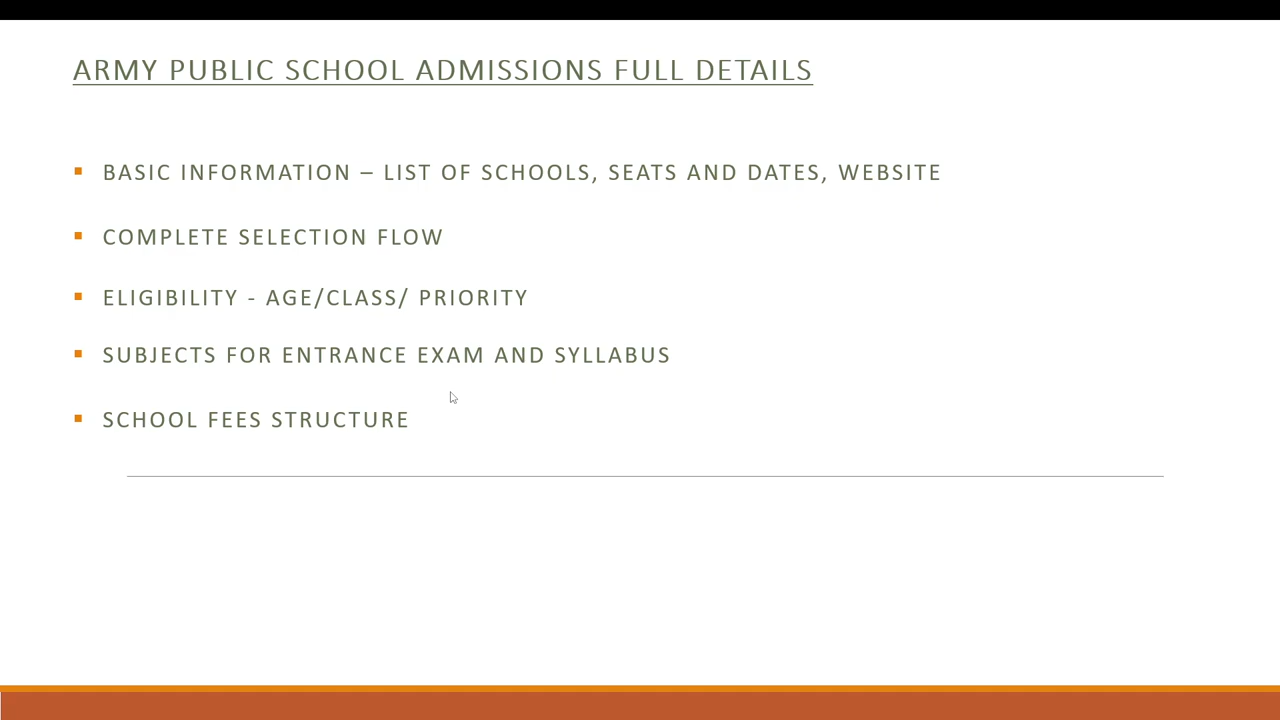 ARMY PUBLIC SCHOOL ADMISSIONS FULL DETAILS
▪ BASIC INFORMATION – LIST OF SCHOOLS, SEATS AND DATES, WEBSITE
▪ COMPLETE SELECTION FLOW
▪ ELIGIBILITY - AGE/CLASS/ PRIORITY
▪ SUBJECTS FOR ENTRANCE EXAM AND SYLLABUS
▪ SCHOOL FEES STRUCTURE